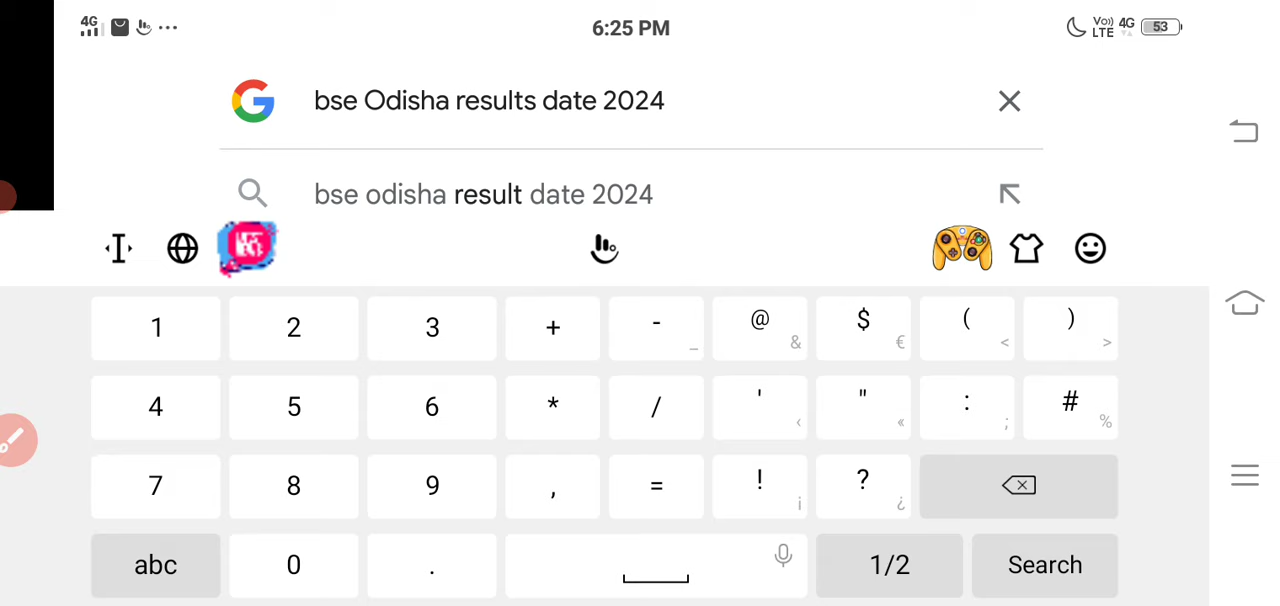 4G 6:25 PM Vo) LTE 4G 53
bse Odisha results date 2024
bse odisha result date 2024
1 2 3 + - _ @ & $ € ( < ) >
4 5 6 * / ' ‹ " « : ; # %
7 8 9 , = ! ¡ ? ¿
abc 0 . 1/2 Search